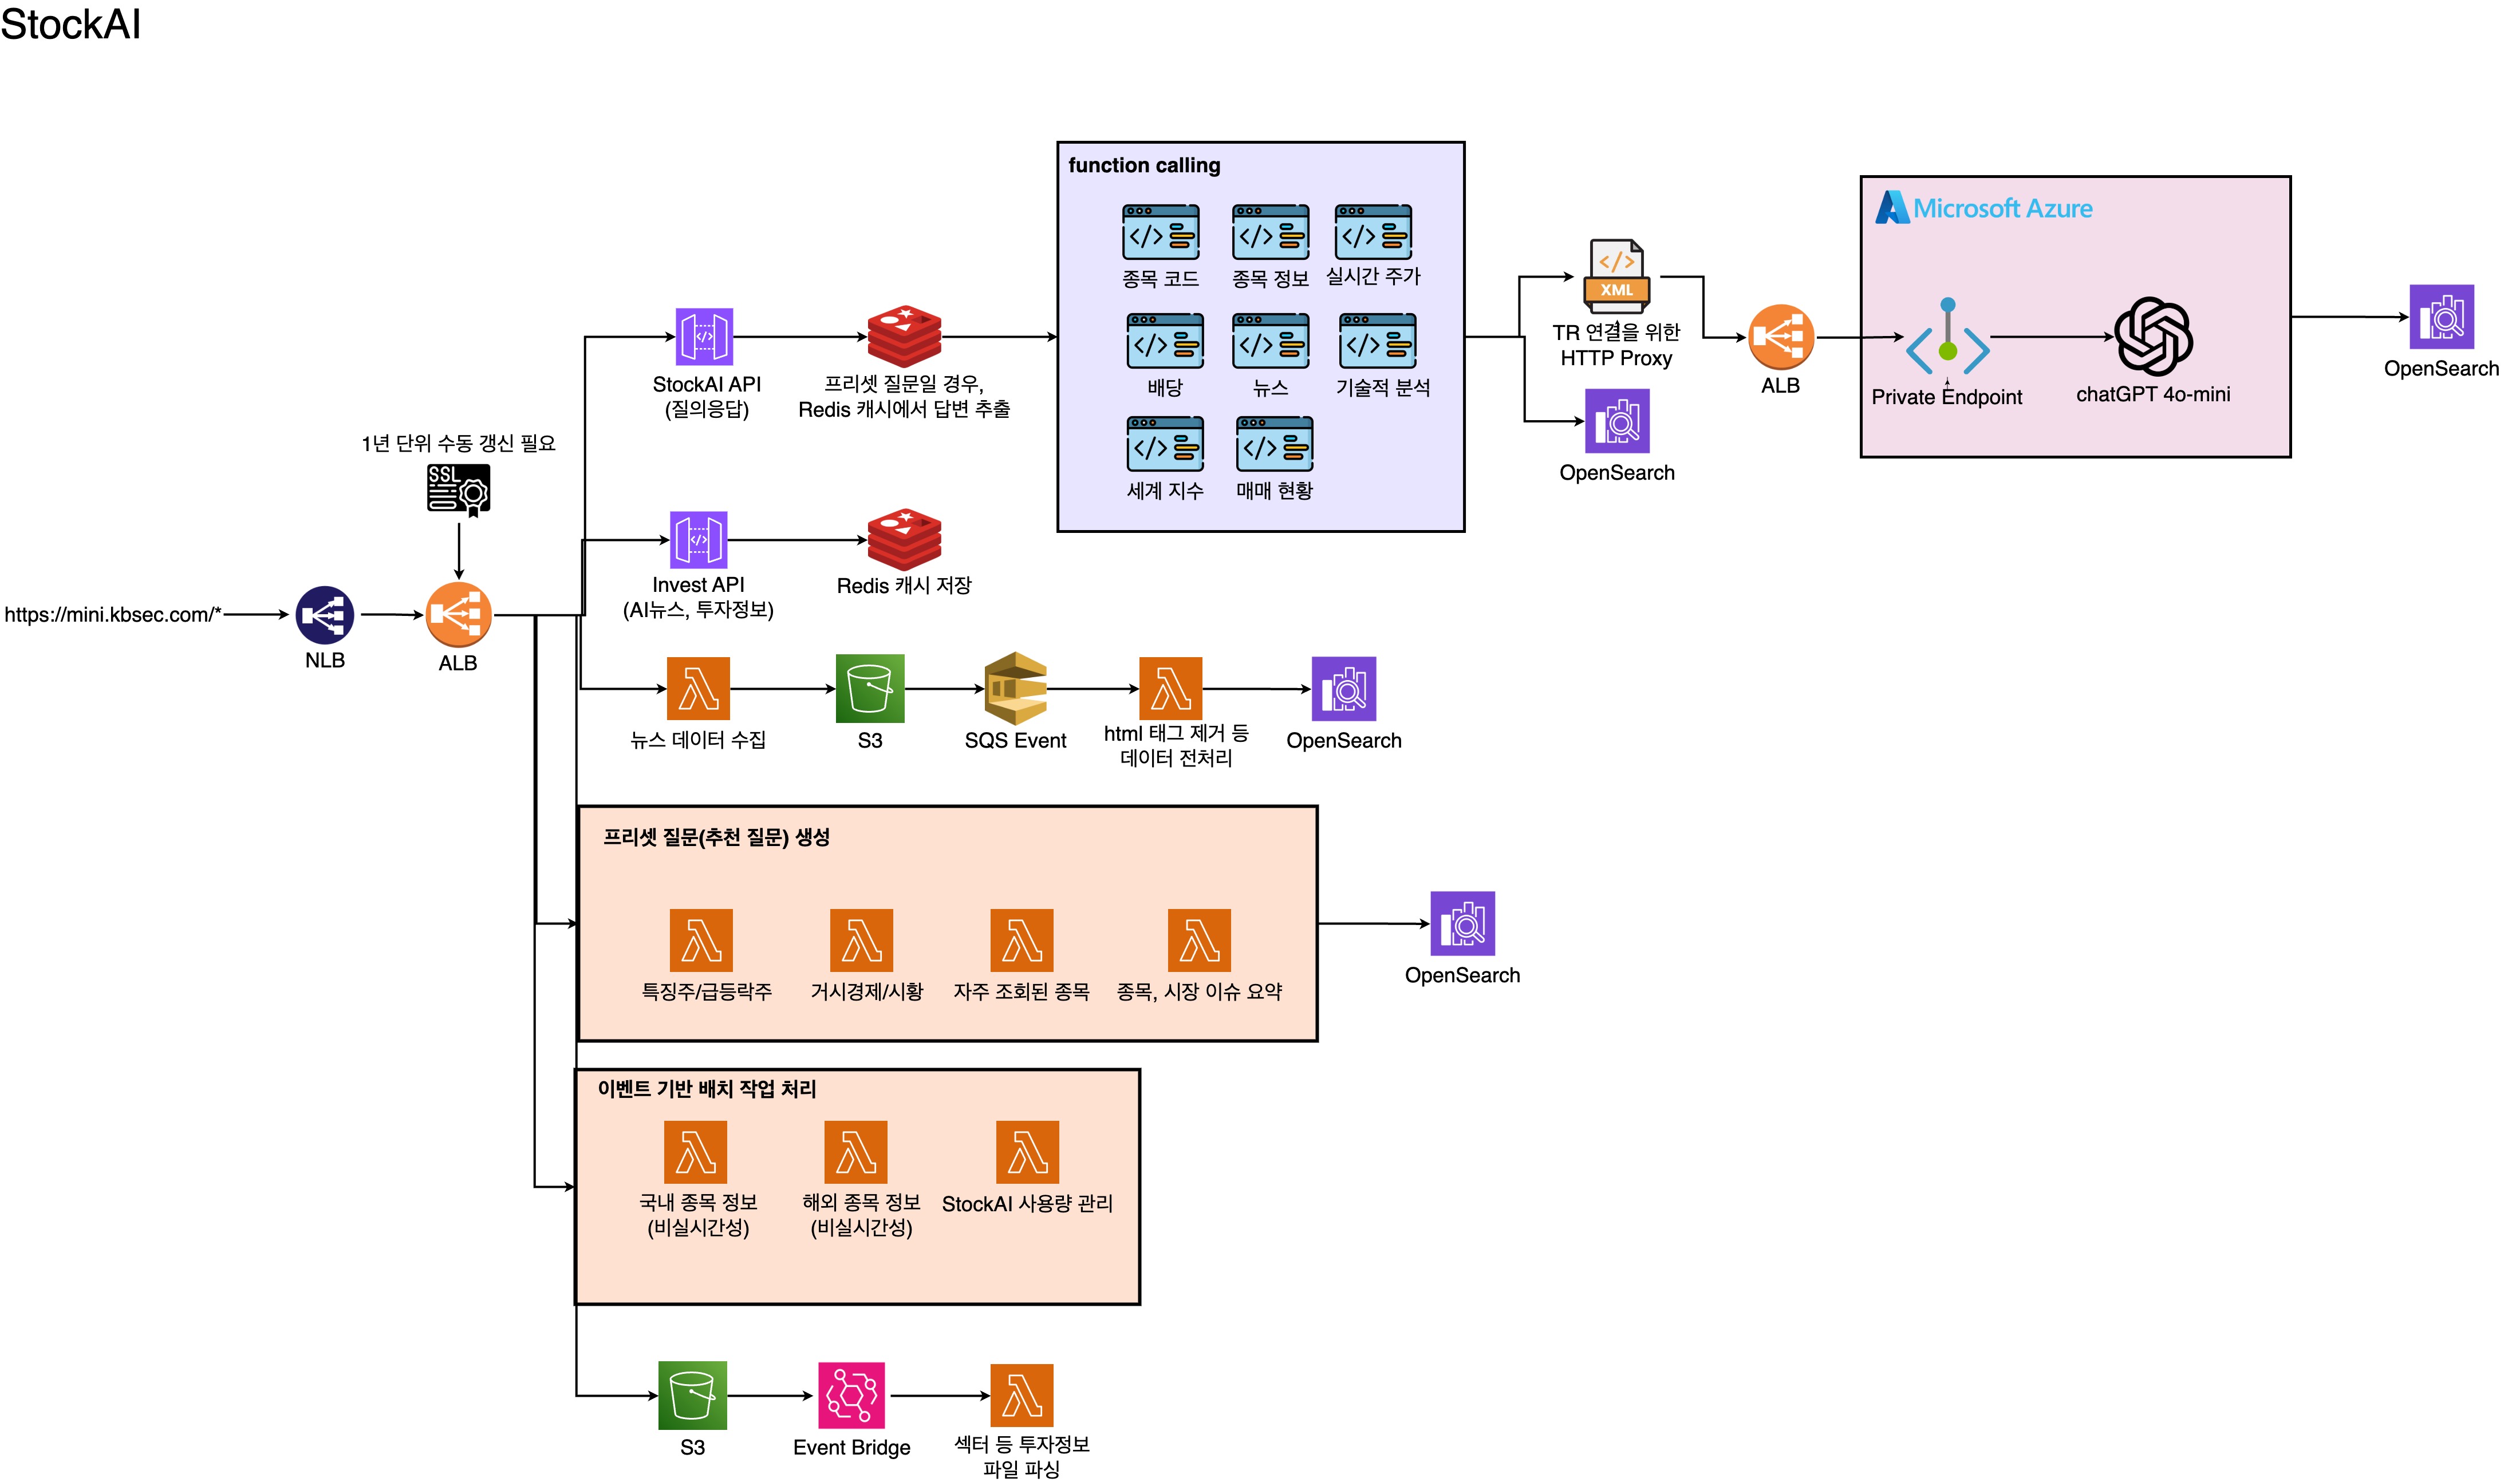 StockAI
function calling
종목 코드
종목 정보
실시간 주가
배당
뉴스
기술적 분석
세계 지수
매매 현황
Microsoft Azure
XML
TR 연결을 위한
HTTP Proxy
ALB
Private Endpoint
chatGPT 4o-mini
OpenSearch
OpenSearch
StockAI API
(질의응답)
프리셋 질문일 경우,
Redis 캐시에서 답변 추출
1년 단위 수동 갱신 필요
SSL
Invest API
(AI뉴스, 투자정보)
Redis 캐시 저장
https://mini.kbsec.com/*
NLB
ALB
뉴스 데이터 수집
S3
SQS Event
html 태그 제거 등
데이터 전처리
OpenSearch
프리셋 질문(추천 질문) 생성
특징주/급등락주
거시경제/시황
자주 조회된 종목
종목, 시장 이슈 요약
OpenSearch
이벤트 기반 배치 작업 처리
국내 종목 정보
(비실시간성)
해외 종목 정보
(비실시간성)
StockAI 사용량 관리
S3
Event Bridge
섹터 등 투자정보
파일 파싱